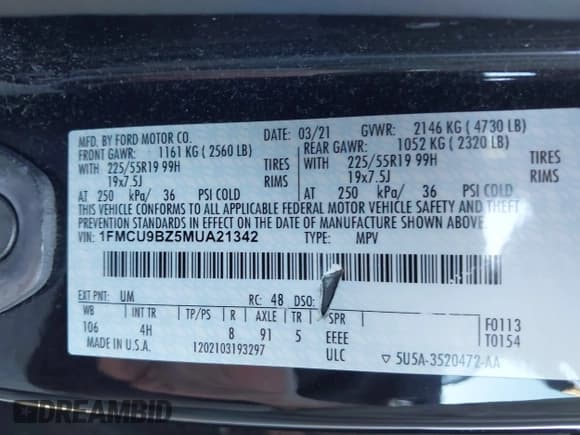 MFD. BY FORD MOTOR CO. DATE: 03/21 GVWR: 2146 KG ( 4730 LB)
FRONT GAWR: 1161 KG ( 2560 LB) REAR GAWR: 1052 KG ( 2320 LB)
WITH 225/55R19 99H TIRES WITH 225/55R19 99H TIRES
19x7.5J RIMS 19x7.5J RIMS
AT 250 kPa/ 36 PSI COLD AT 250 kPa/ 36 PSI COLD
THIS VEHICLE CONFORMS TO ALL APPLICABLE FEDERAL MOTOR VEHICLE SAFETY AND THEFT
PREVENTION STANDARDS IN EFFECT ON THE DATE OF MANUFACTURE SHOWN ABOVE.
VIN: 1FMCU9BZ5MUA21342 TYPE: MPV
EXT PNT: UM RC: 48 DSO:
WB INT TR TP/PS R AXLE TR SPR
106 4H 8 91 5 EEEE F0113
T0154
MADE IN U.S.A. 1202103193297 ULC ▽ 5U5A-3520472-AA
DREAMBID